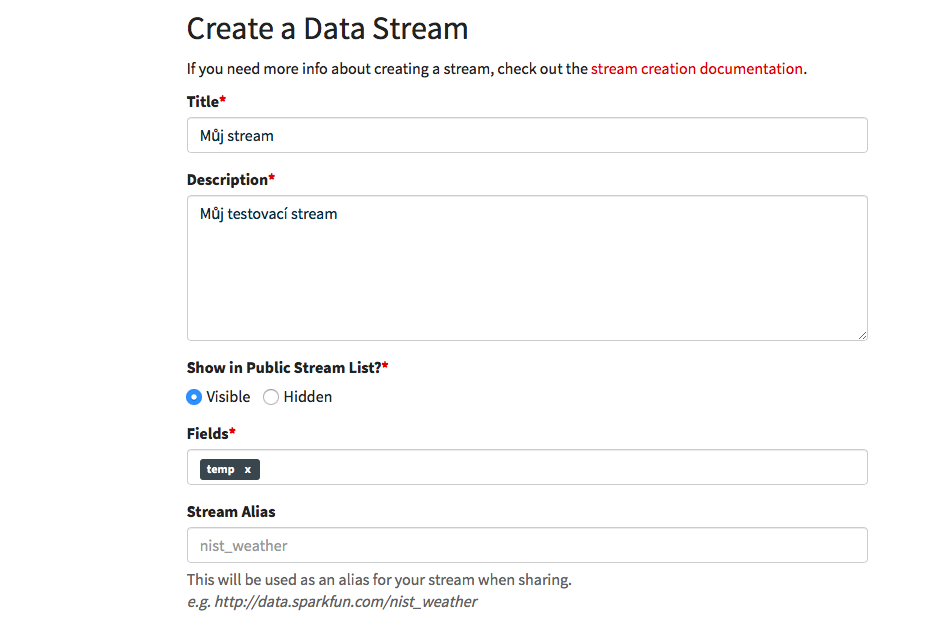 Create a Data Stream
If you need more info about creating a stream, check out the stream creation documentation.
Title*
Můj stream
Description*
Můj testovací stream
Show in Public Stream List?*
Visible Hidden
Fields*
temp x
Stream Alias
nist_weather
This will be used as an alias for your stream when sharing.
e.g. http://data.sparkfun.com/nist_weather